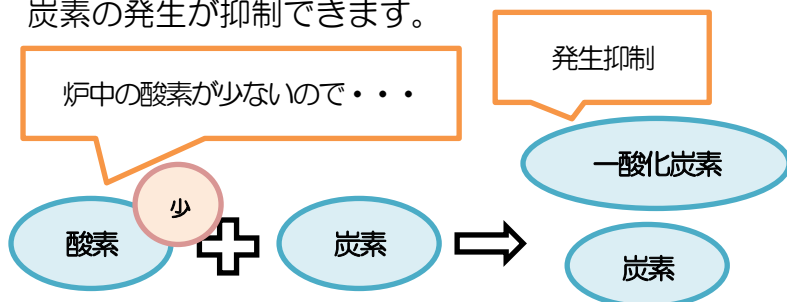 炭素の発生が抑制できます。
発生抑制
炉中の酸素が少ないので・・・
一酸化炭素
少
酸素
炭素
炭素